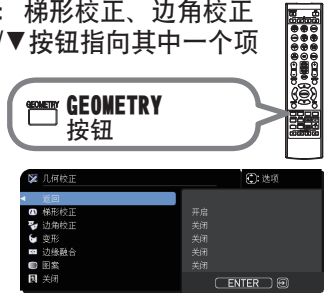 ： 梯形校正、边角校正
/▼按钮指向其中一个项
GEOMETRY GEOMETRY
按钮
几何校正 : 选项
返回
梯形校正 开启
边角校正 关闭
变形 关闭
边缘融合 关闭
图案 关闭
关闭
ENTER